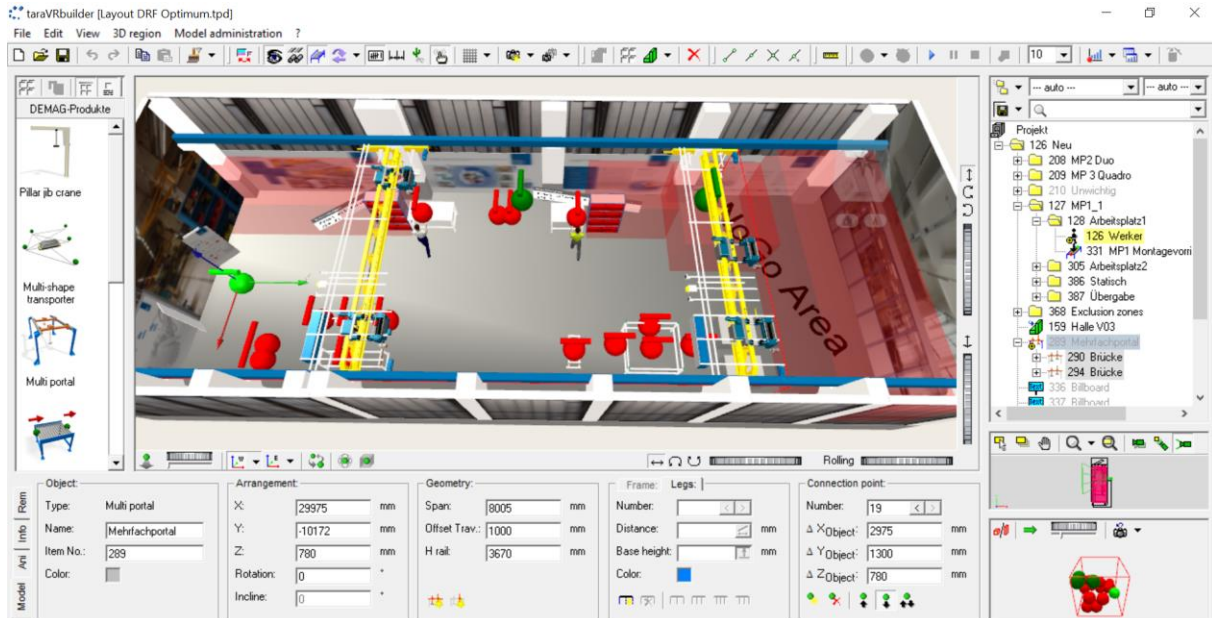 taraVRbuilder [Layout DRF Optimum.tpd]
File Edit View 3D region Model administration ?
10
DEMAG-Produkte
Pillar jib crane
Multi-shape
transporter
Multi portal
NoGo Area
Rolling
--- auto ---
--- auto ---
Projekt
126 Neu
208 MP2 Duo
209 MP 3 Quadro
210 Unwichtig
127 MP1_1
128 Arbeitsplatz1
126 Werker
331 MP1 Montagevorri
305 Arbeitsplatz2
386 Statisch
387 Übergabe
368 Exclusion zones
159 Halle V03
289 Mehrfachportal
290 Brücke
294 Brücke
336 Billboard
337 Billboard
Rem
Info
Ani
Model
Object:
Type: Multi portal
Name: Mehrfachportal
Item No.: 289
Color:
Arrangement:
X: 29975 mm
Y: -10172 mm
Z: 780 mm
Rotation: 0 °
Incline: 0 °
Geometry:
Span: 8005 mm
Offset Trav.: 1000 mm
H rail: 3670 mm
Frame: Legs:
Number: < >
Distance: mm
Base height: mm
Color:
Connection point:
Number: 19 < >
Δ XObject: 2975 mm
Δ YObject: 1300 mm
Δ ZObject: 780 mm